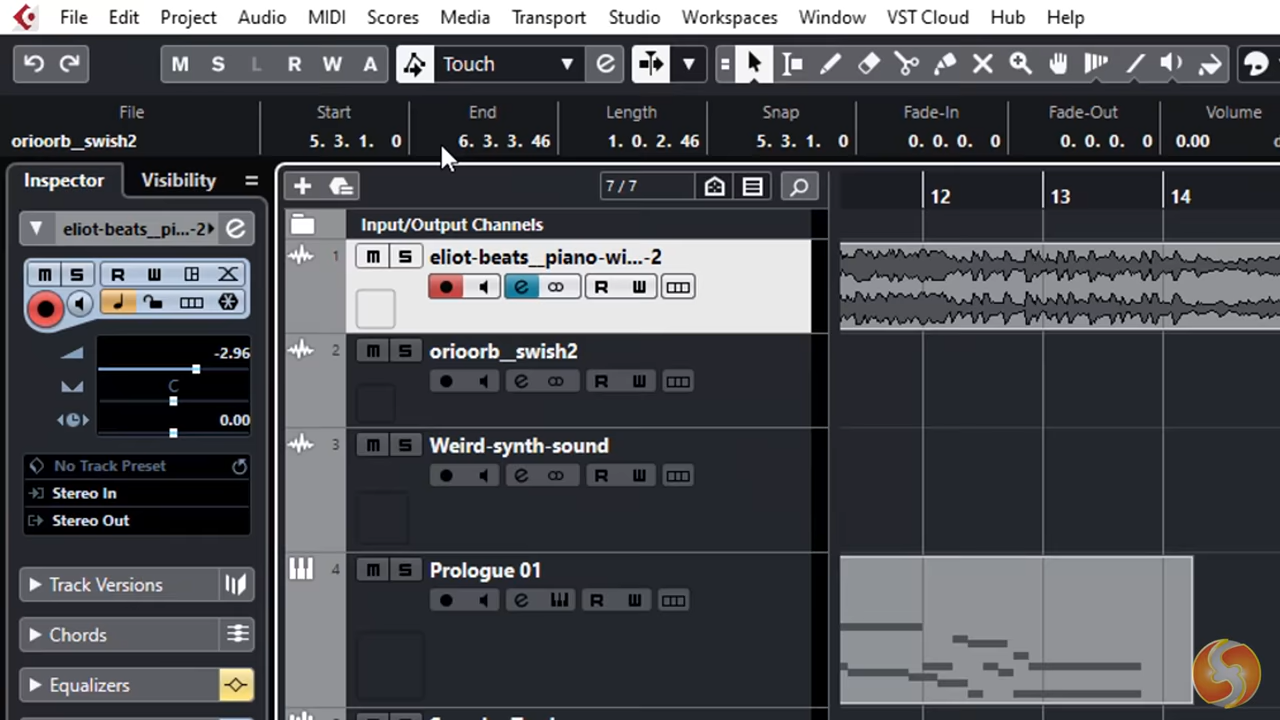 File Edit Project Audio MIDI Scores Media Transport Studio Workspaces Window VST Cloud Hub Help
M S L R W A Touch e
File Start End Length Snap Fade-In Fade-Out Volume
orioorb__swish2 5. 3. 1. 0 6. 3. 3. 46 1. 0. 2. 46 5. 3. 1. 0 0. 0. 0. 0 0. 0. 0. 0 0.00
Inspector Visibility 7 / 7 12 13 14
Input/Output Channels
eliot-beats__pi...-2 e
1 m S eliot-beats__piano-wi...-2
m S R W
e R W
-2.96
2 m S orioorb__swish2
e R W
C
0.00
3 m S Weird-synth-sound
No Track Preset
e R W
Stereo In
Stereo Out
4 m S Prologue 01
Track Versions
e R W
Chords
Equalizers